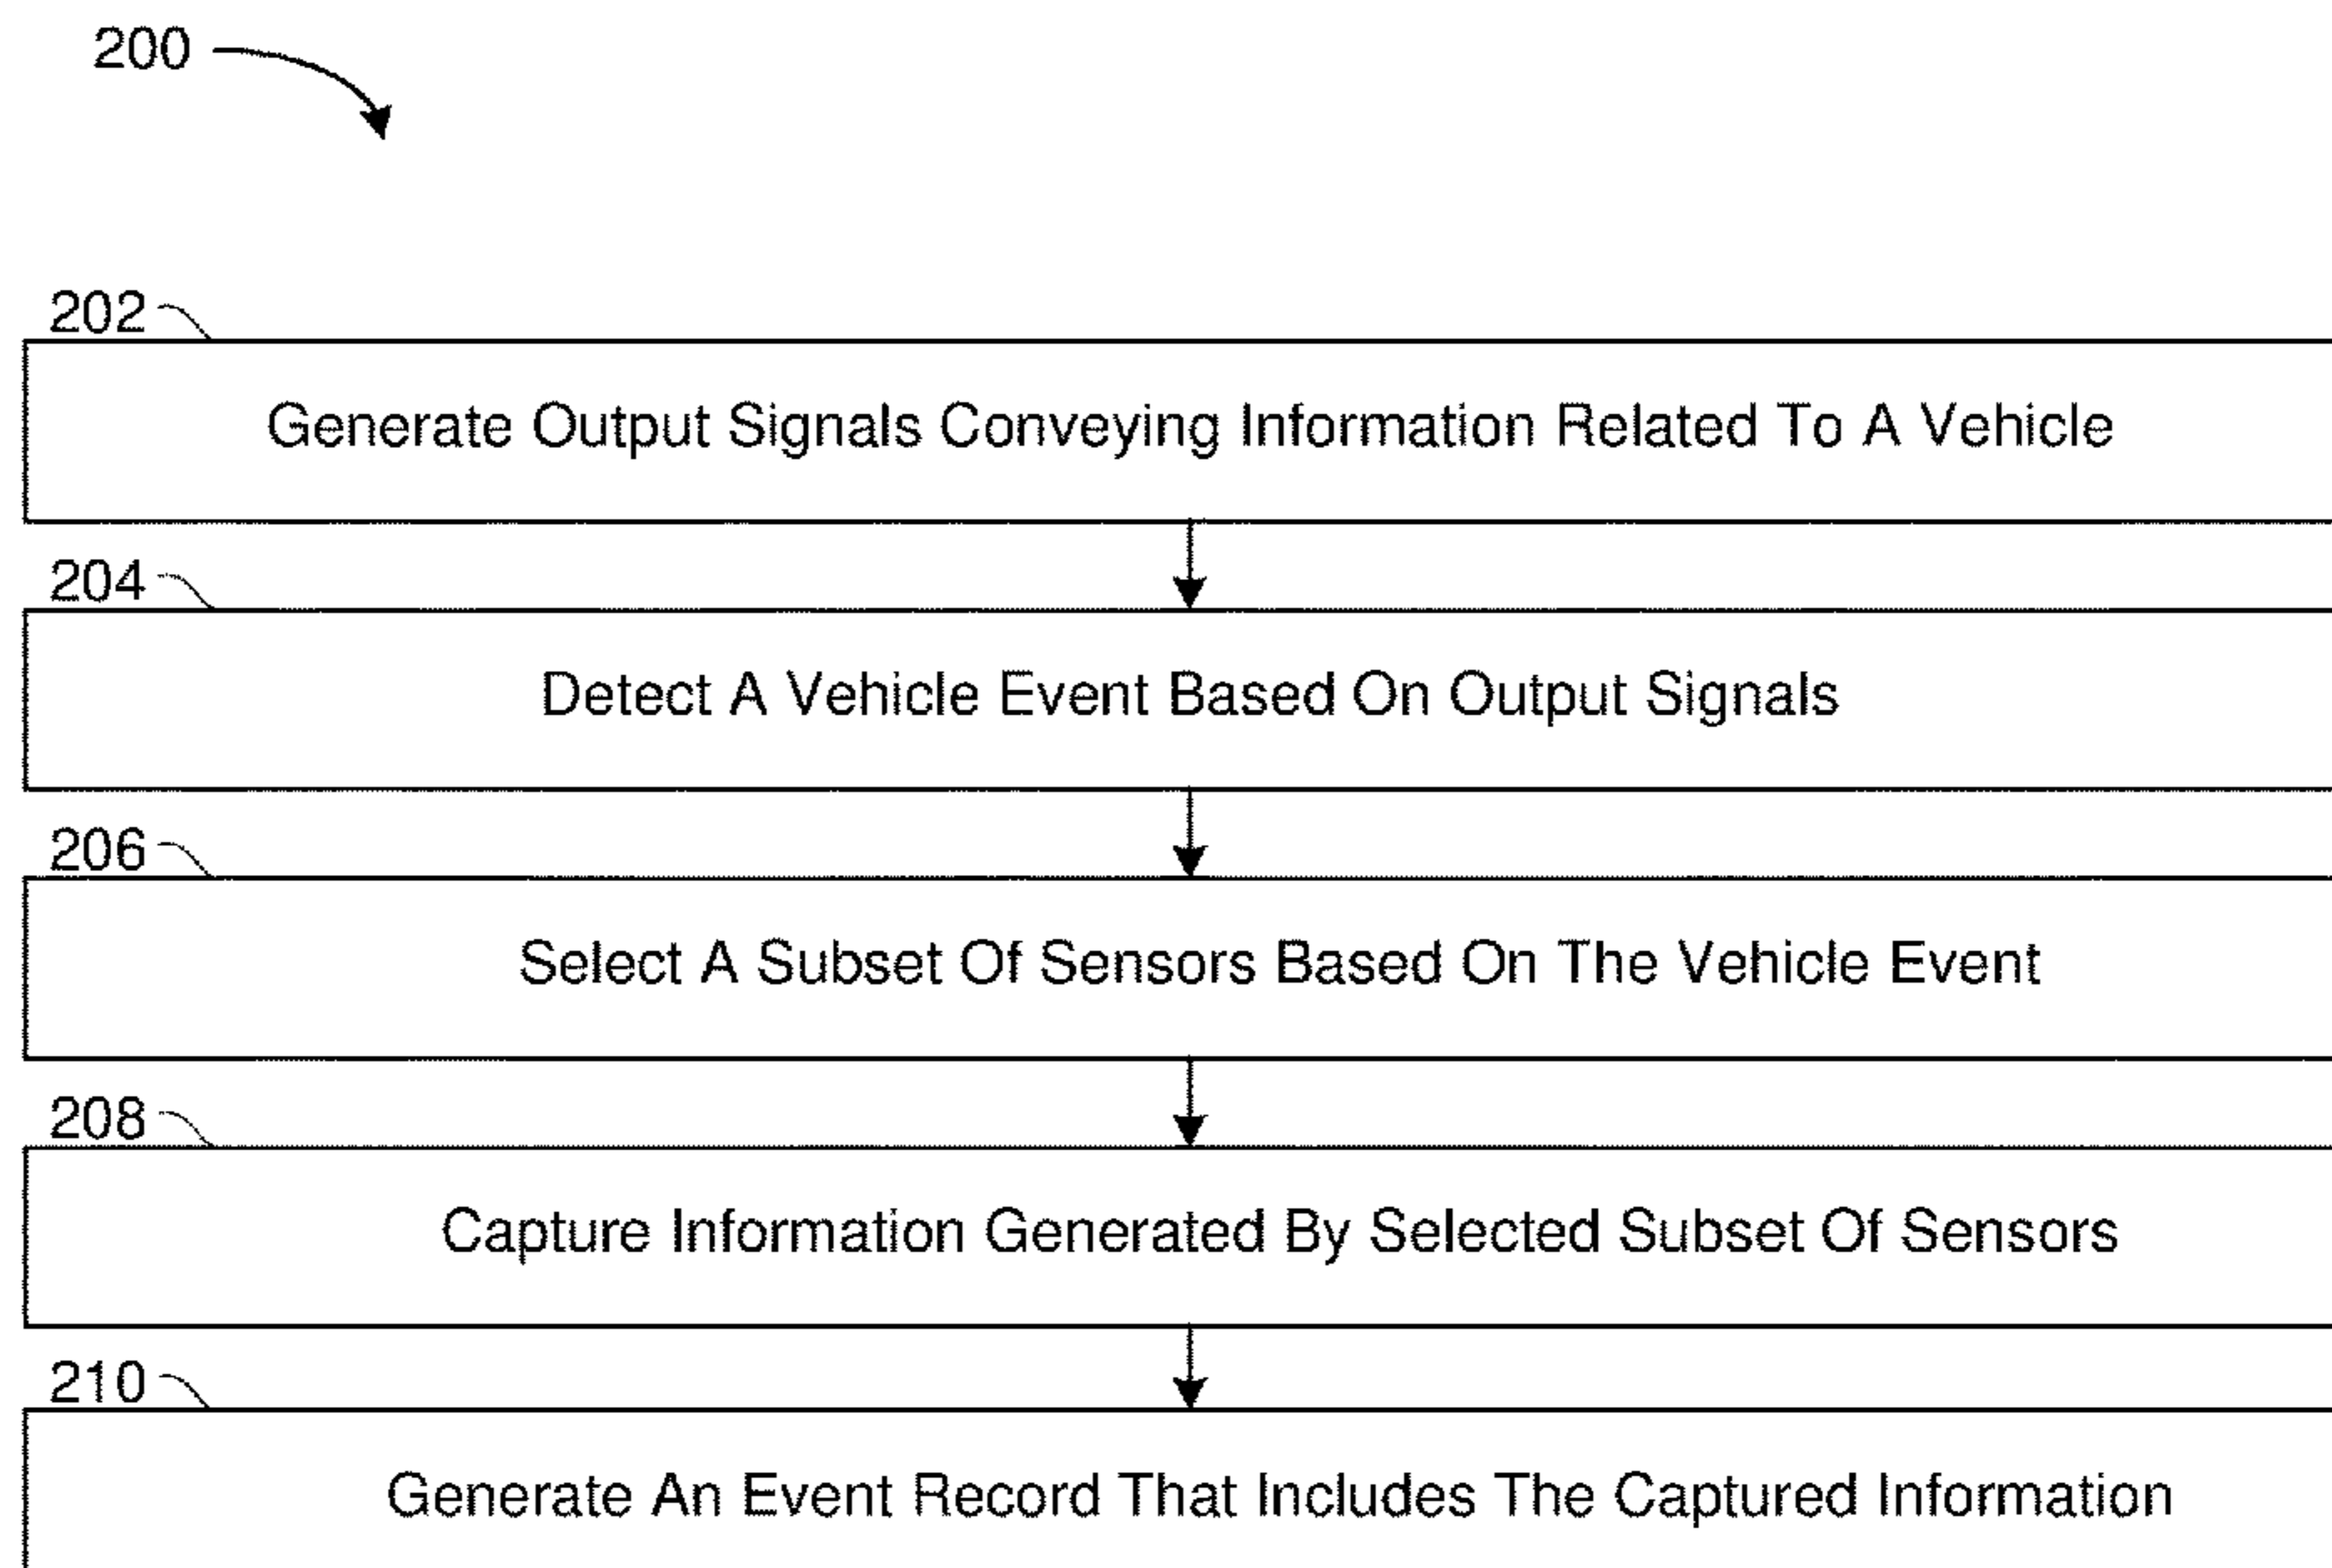 200
202
Generate Output Signals Conveying Information Related To A Vehicle
204
Detect A Vehicle Event Based On Output Signals
206
Select A Subset Of Sensors Based On The Vehicle Event
208
Capture Information Generated By Selected Subset Of Sensors
210
Generate An Event Record That Includes The Captured Information